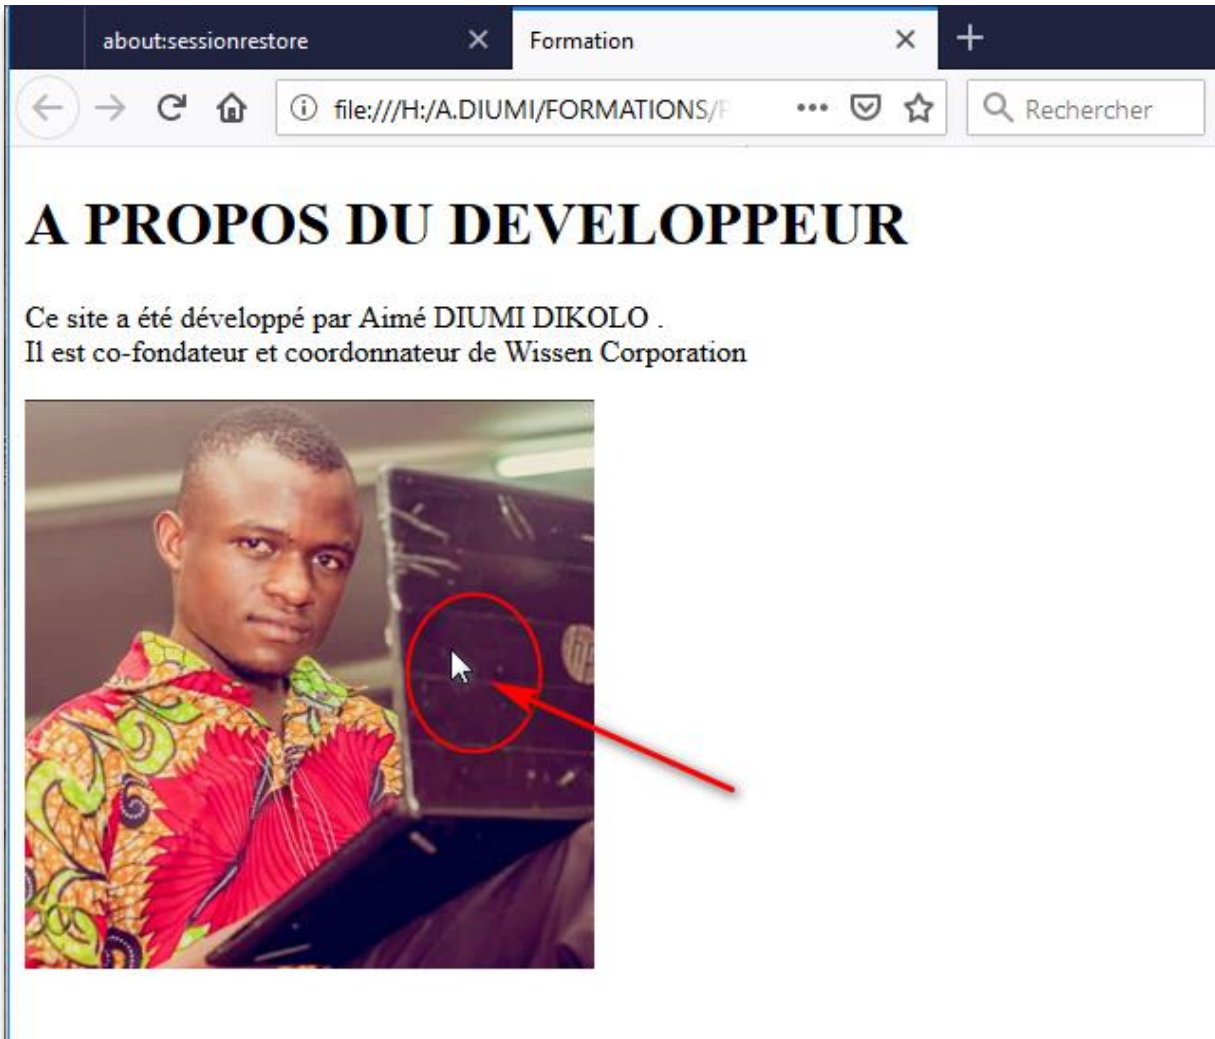 about:sessionrestore
Formation
file:///H:/A.DIUMI/FORMATIONS/F
Rechercher
A PROPOS DU DEVELOPPEUR
Ce site a été développé par Aimé DIUMI DIKOLO .
Il est co-fondateur et coordonnateur de Wissen Corporation
hp